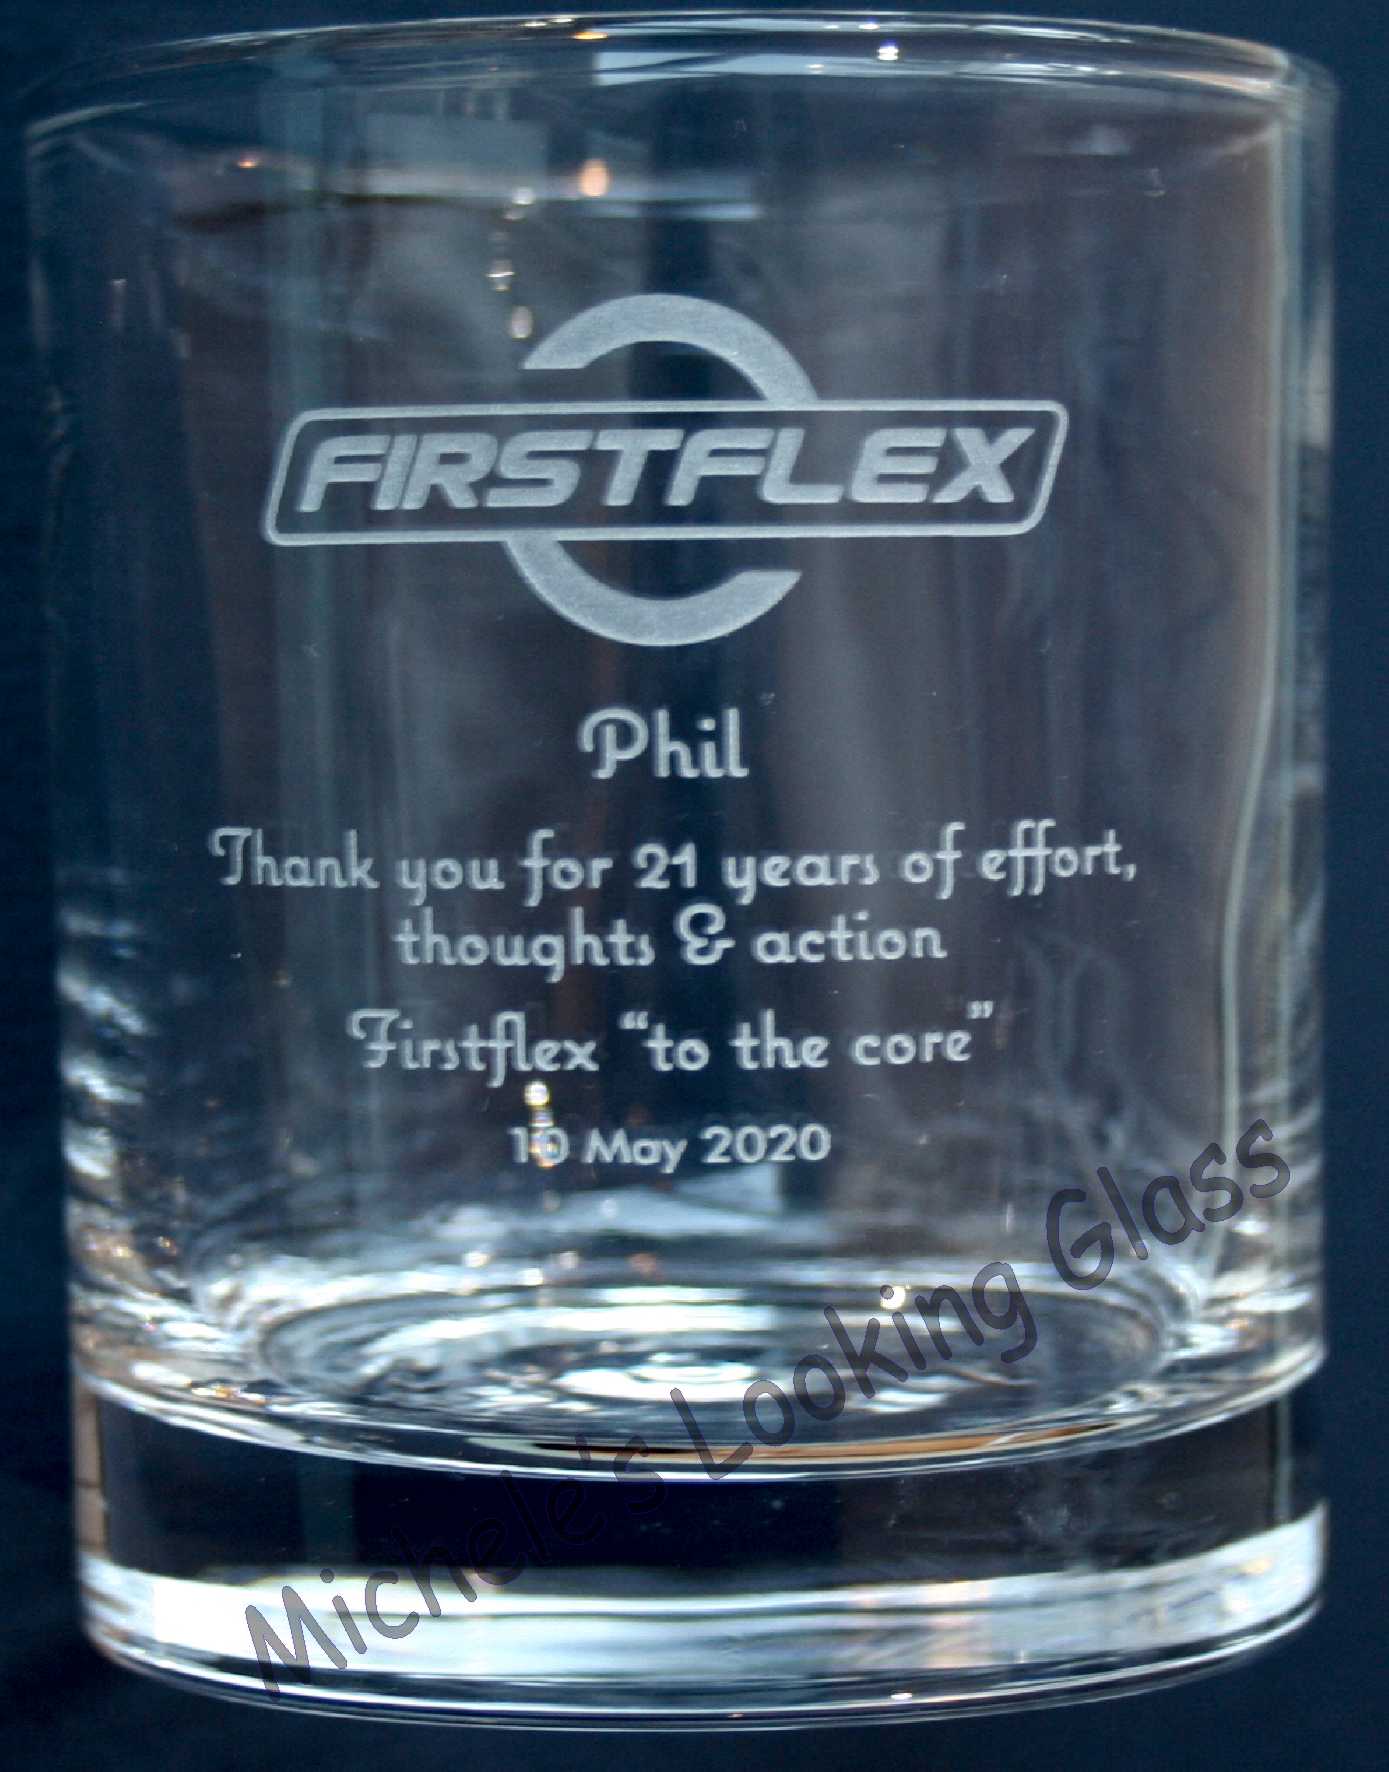 FIRSTFLEX
Phil
Thank you for 21 years of effort,
thoughts & action
Firstflex “to the core”
10 May 2020
Michele's Looking Glass